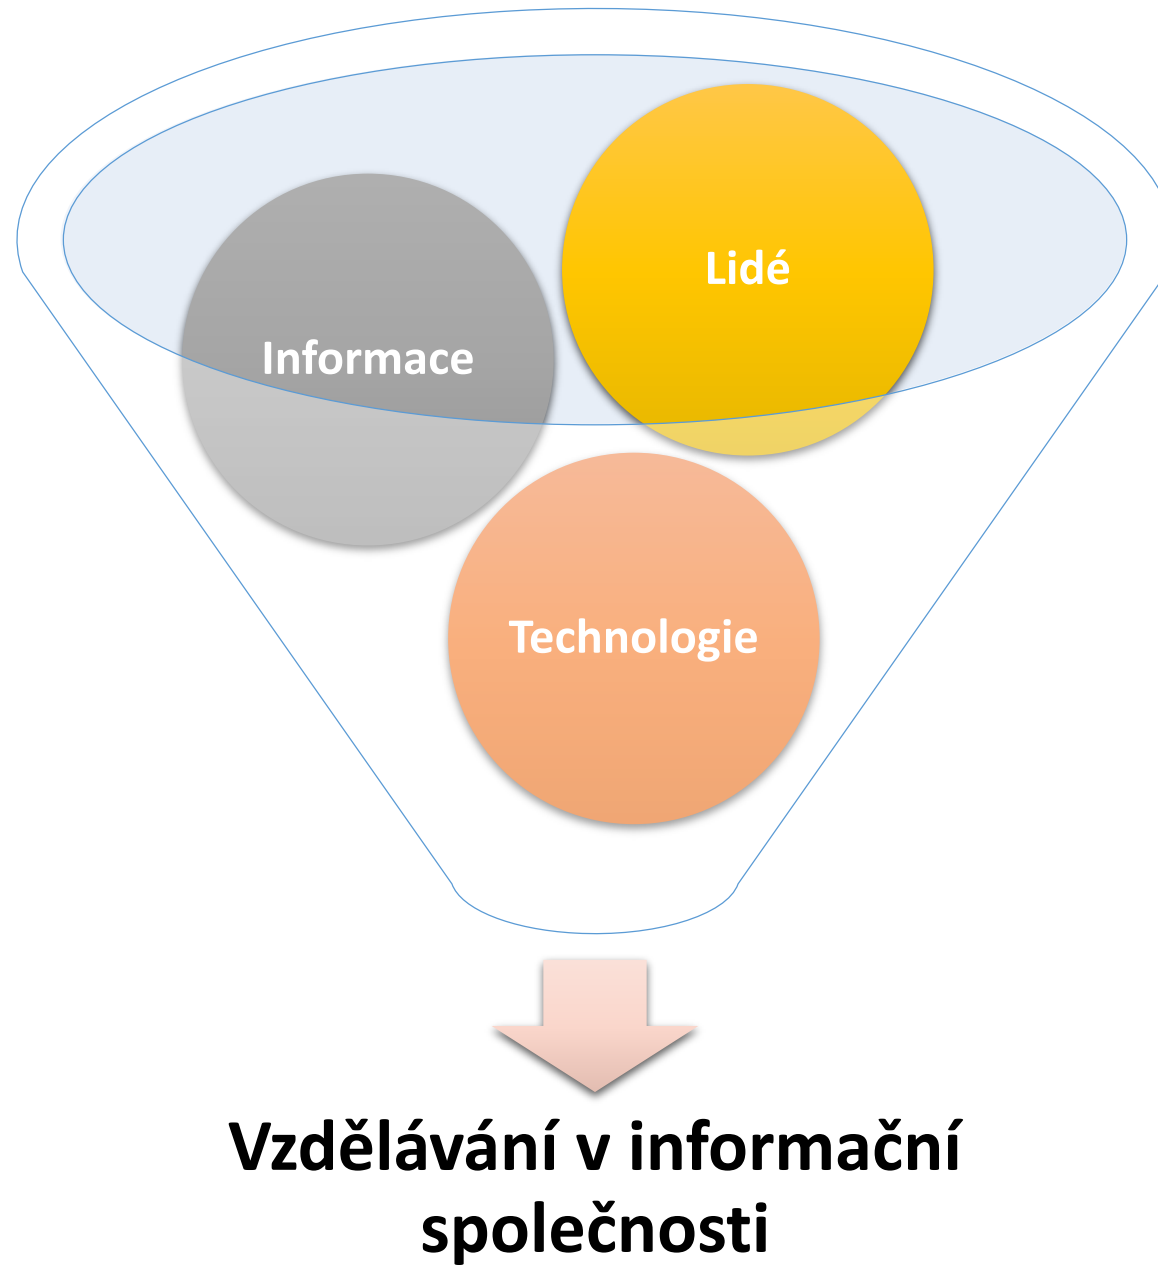 Lidé
Informace
Technologie
Vzdělávání v informační
společnosti